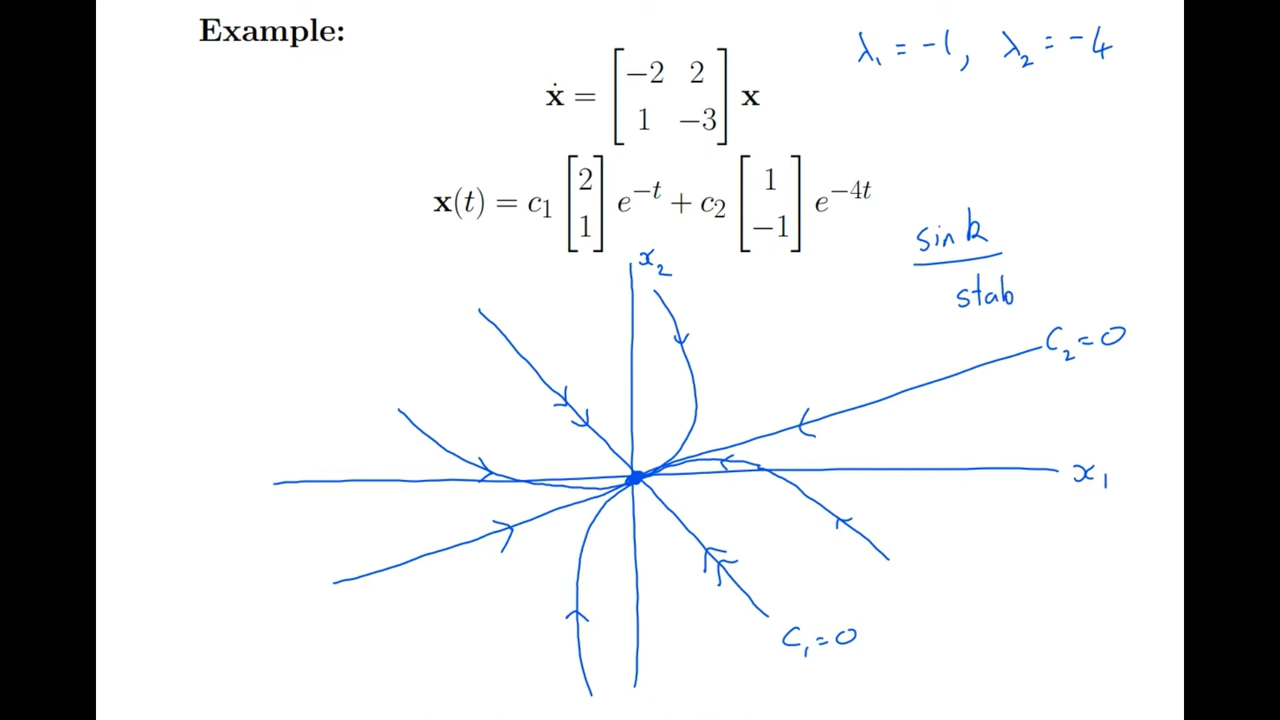 Example:
λ₁ = -1, λ₂ = -4
ẋ = [−2 2; 1 −3] x
x(t) = c₁ [2; 1] e^{−t} + c₂ [1; −1] e^{−4t}
sink
stab
x₂
C₂ = 0
x₁
C₁ = 0